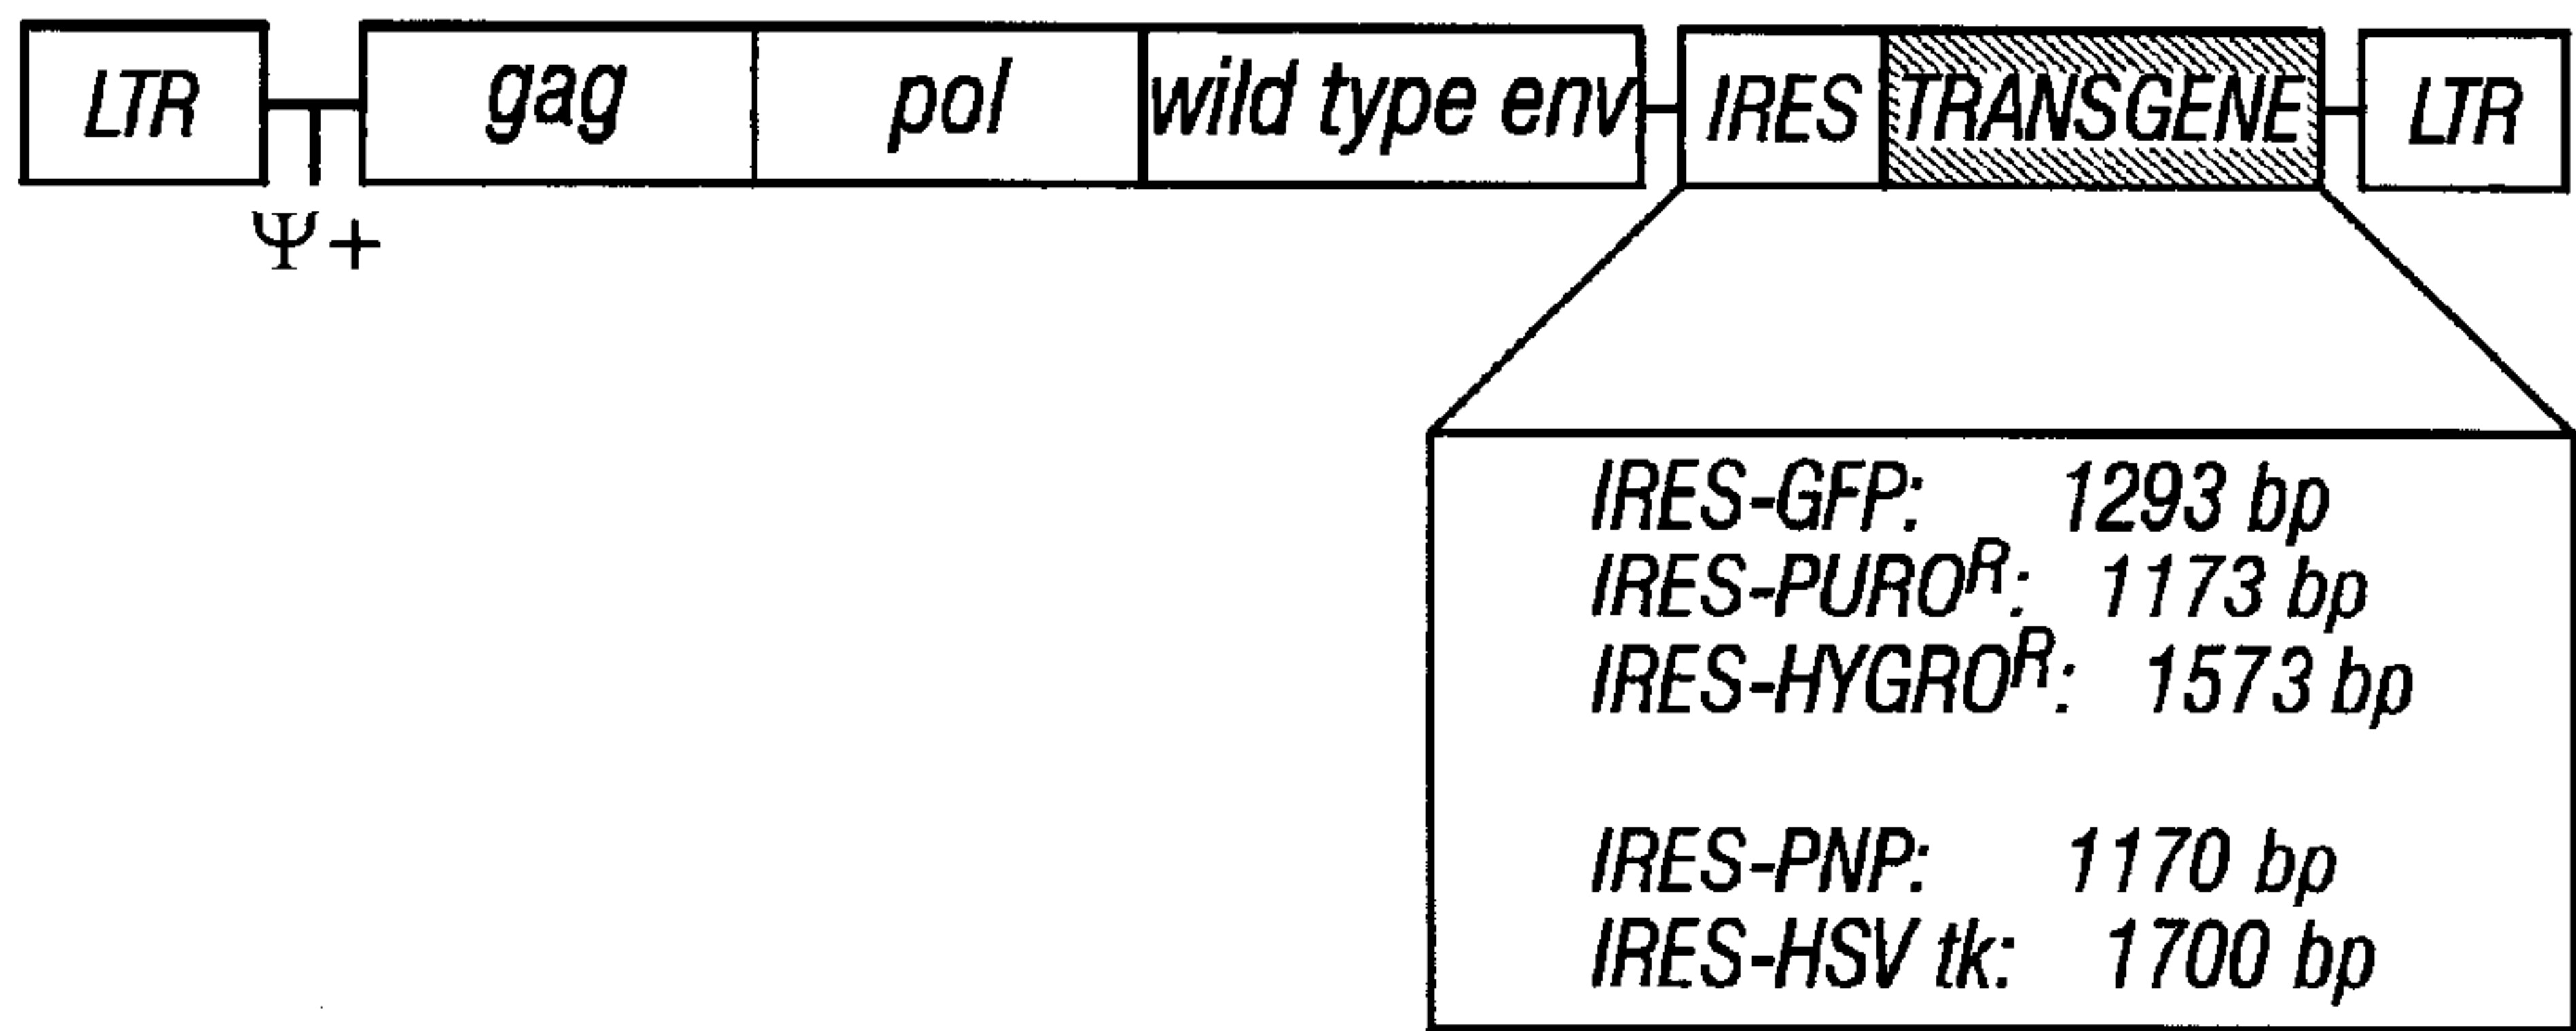 LTR gag pol wild type env IRES TRANSGENE LTR
Ψ+
IRES-GFP: 1293 bp
IRES-PURO^R: 1173 bp
IRES-HYGRO^R: 1573 bp
IRES-PNP: 1170 bp
IRES-HSV tk: 1700 bp